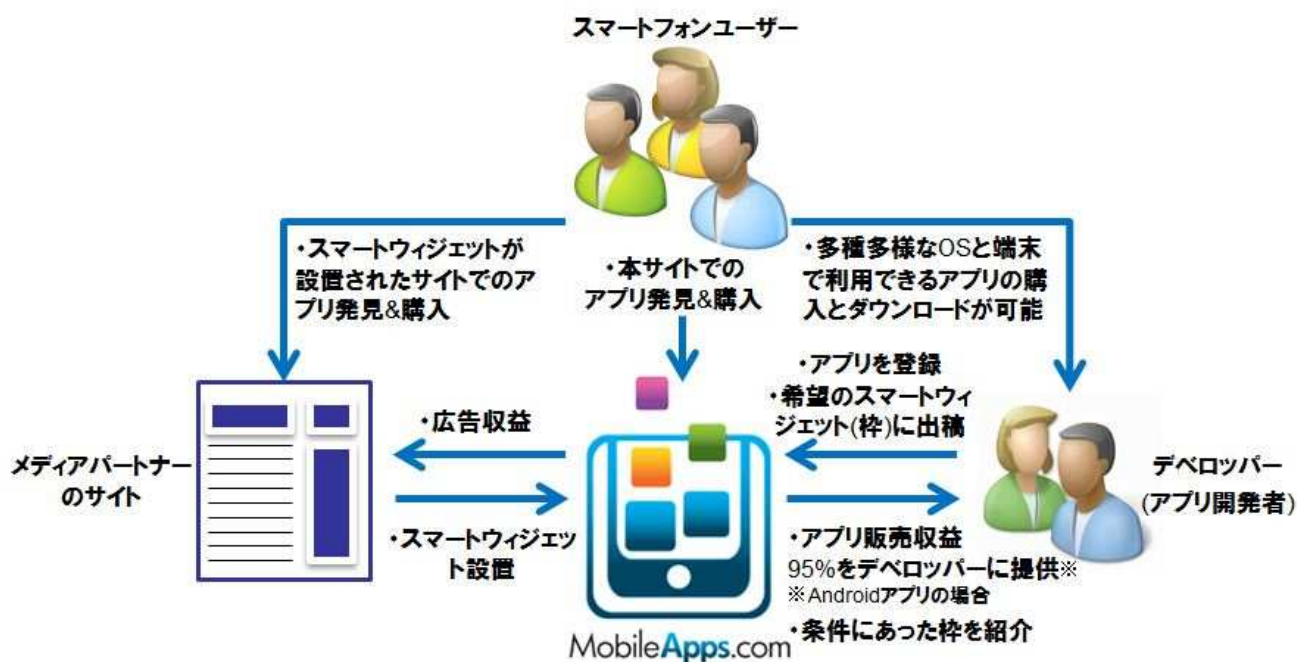 スマートフォンユーザー
・スマートウィジェットが
設置されたサイトでのア
プリ発見&購入
・本サイトでの
アプリ発見&購入
・多種多様なOSと端末
で利用できるアプリの購
入とダウンロードが可能
メディアパートナー
のサイト
・広告収益
・スマートウィジェッ
ト設置
・アプリを登録
・希望のスマートウィ
ジェット(枠)に出稿
・アプリ販売収益
95%をデベロッパーに提供※
※Androidアプリの場合
・条件にあった枠を紹介
デベロッパー
(アプリ開発者)
MobileApps.com